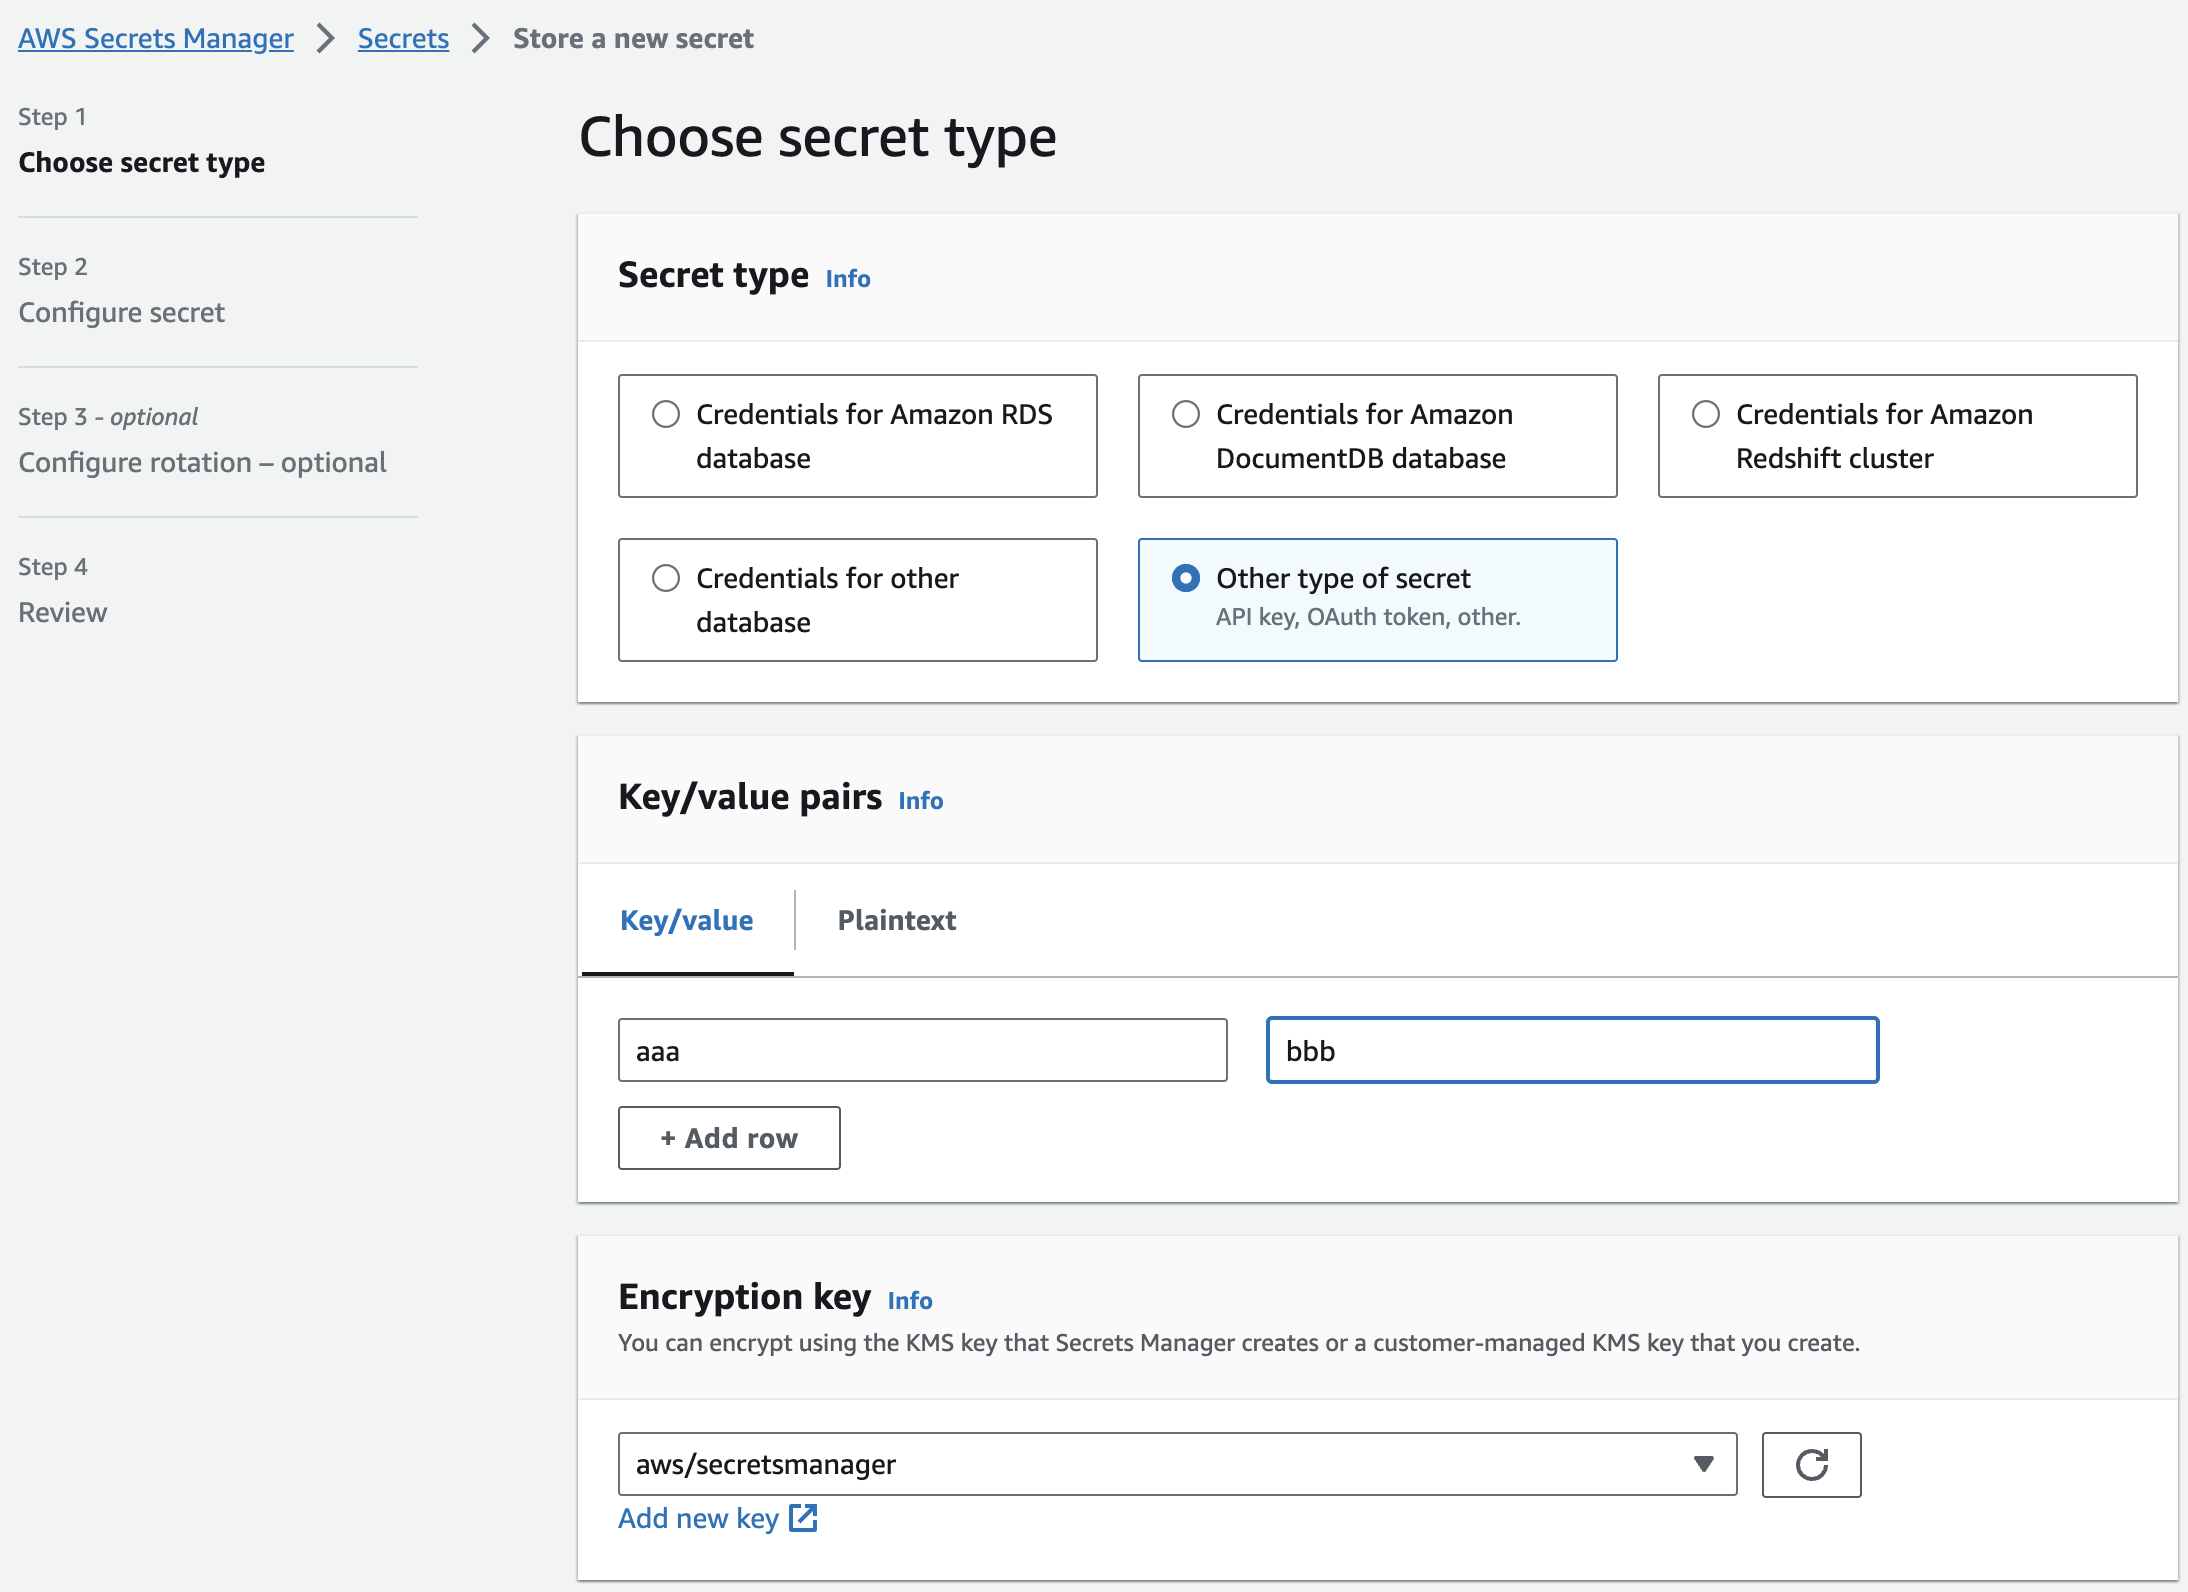 AWS Secrets Manager > Secrets > Store a new secret
Step 1
Choose secret type
Step 2
Configure secret
Step 3 - optional
Configure rotation – optional
Step 4
Review
Choose secret type
Secret type Info
Credentials for Amazon RDS
database
Credentials for Amazon
DocumentDB database
Credentials for Amazon
Redshift cluster
Credentials for other
database
Other type of secret
API key, OAuth token, other.
Key/value pairs Info
Key/value Plaintext
aaa bbb
+ Add row
Encryption key Info
You can encrypt using the KMS key that Secrets Manager creates or a customer-managed KMS key that you create.
aws/secretsmanager
Add new key